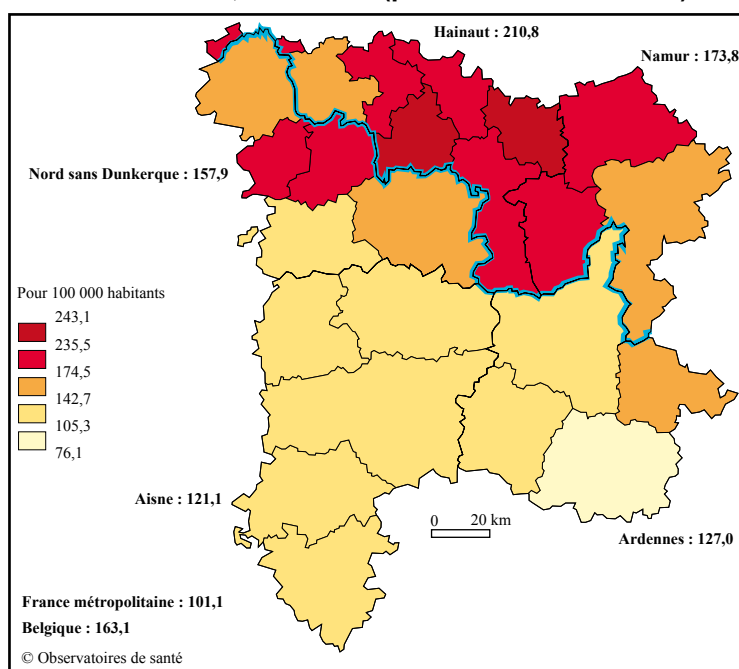 Hainaut : 210,8
Namur : 173,8
Nord sans Dunkerque : 157,9
Pour 100 000 habitants
243,1
235,5
174,5
142,7
105,3
76,1
Aisne : 121,1
0 20 km
Ardennes : 127,0
France métropolitaine : 101,1
Belgique : 163,1
© Observatoires de santé